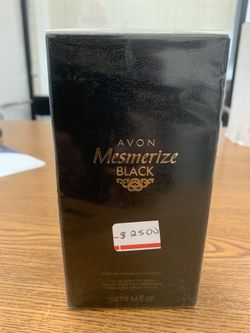 AVON
Mesmerize
BLACK
$25.00
100 ml 3.4 fl.oz.